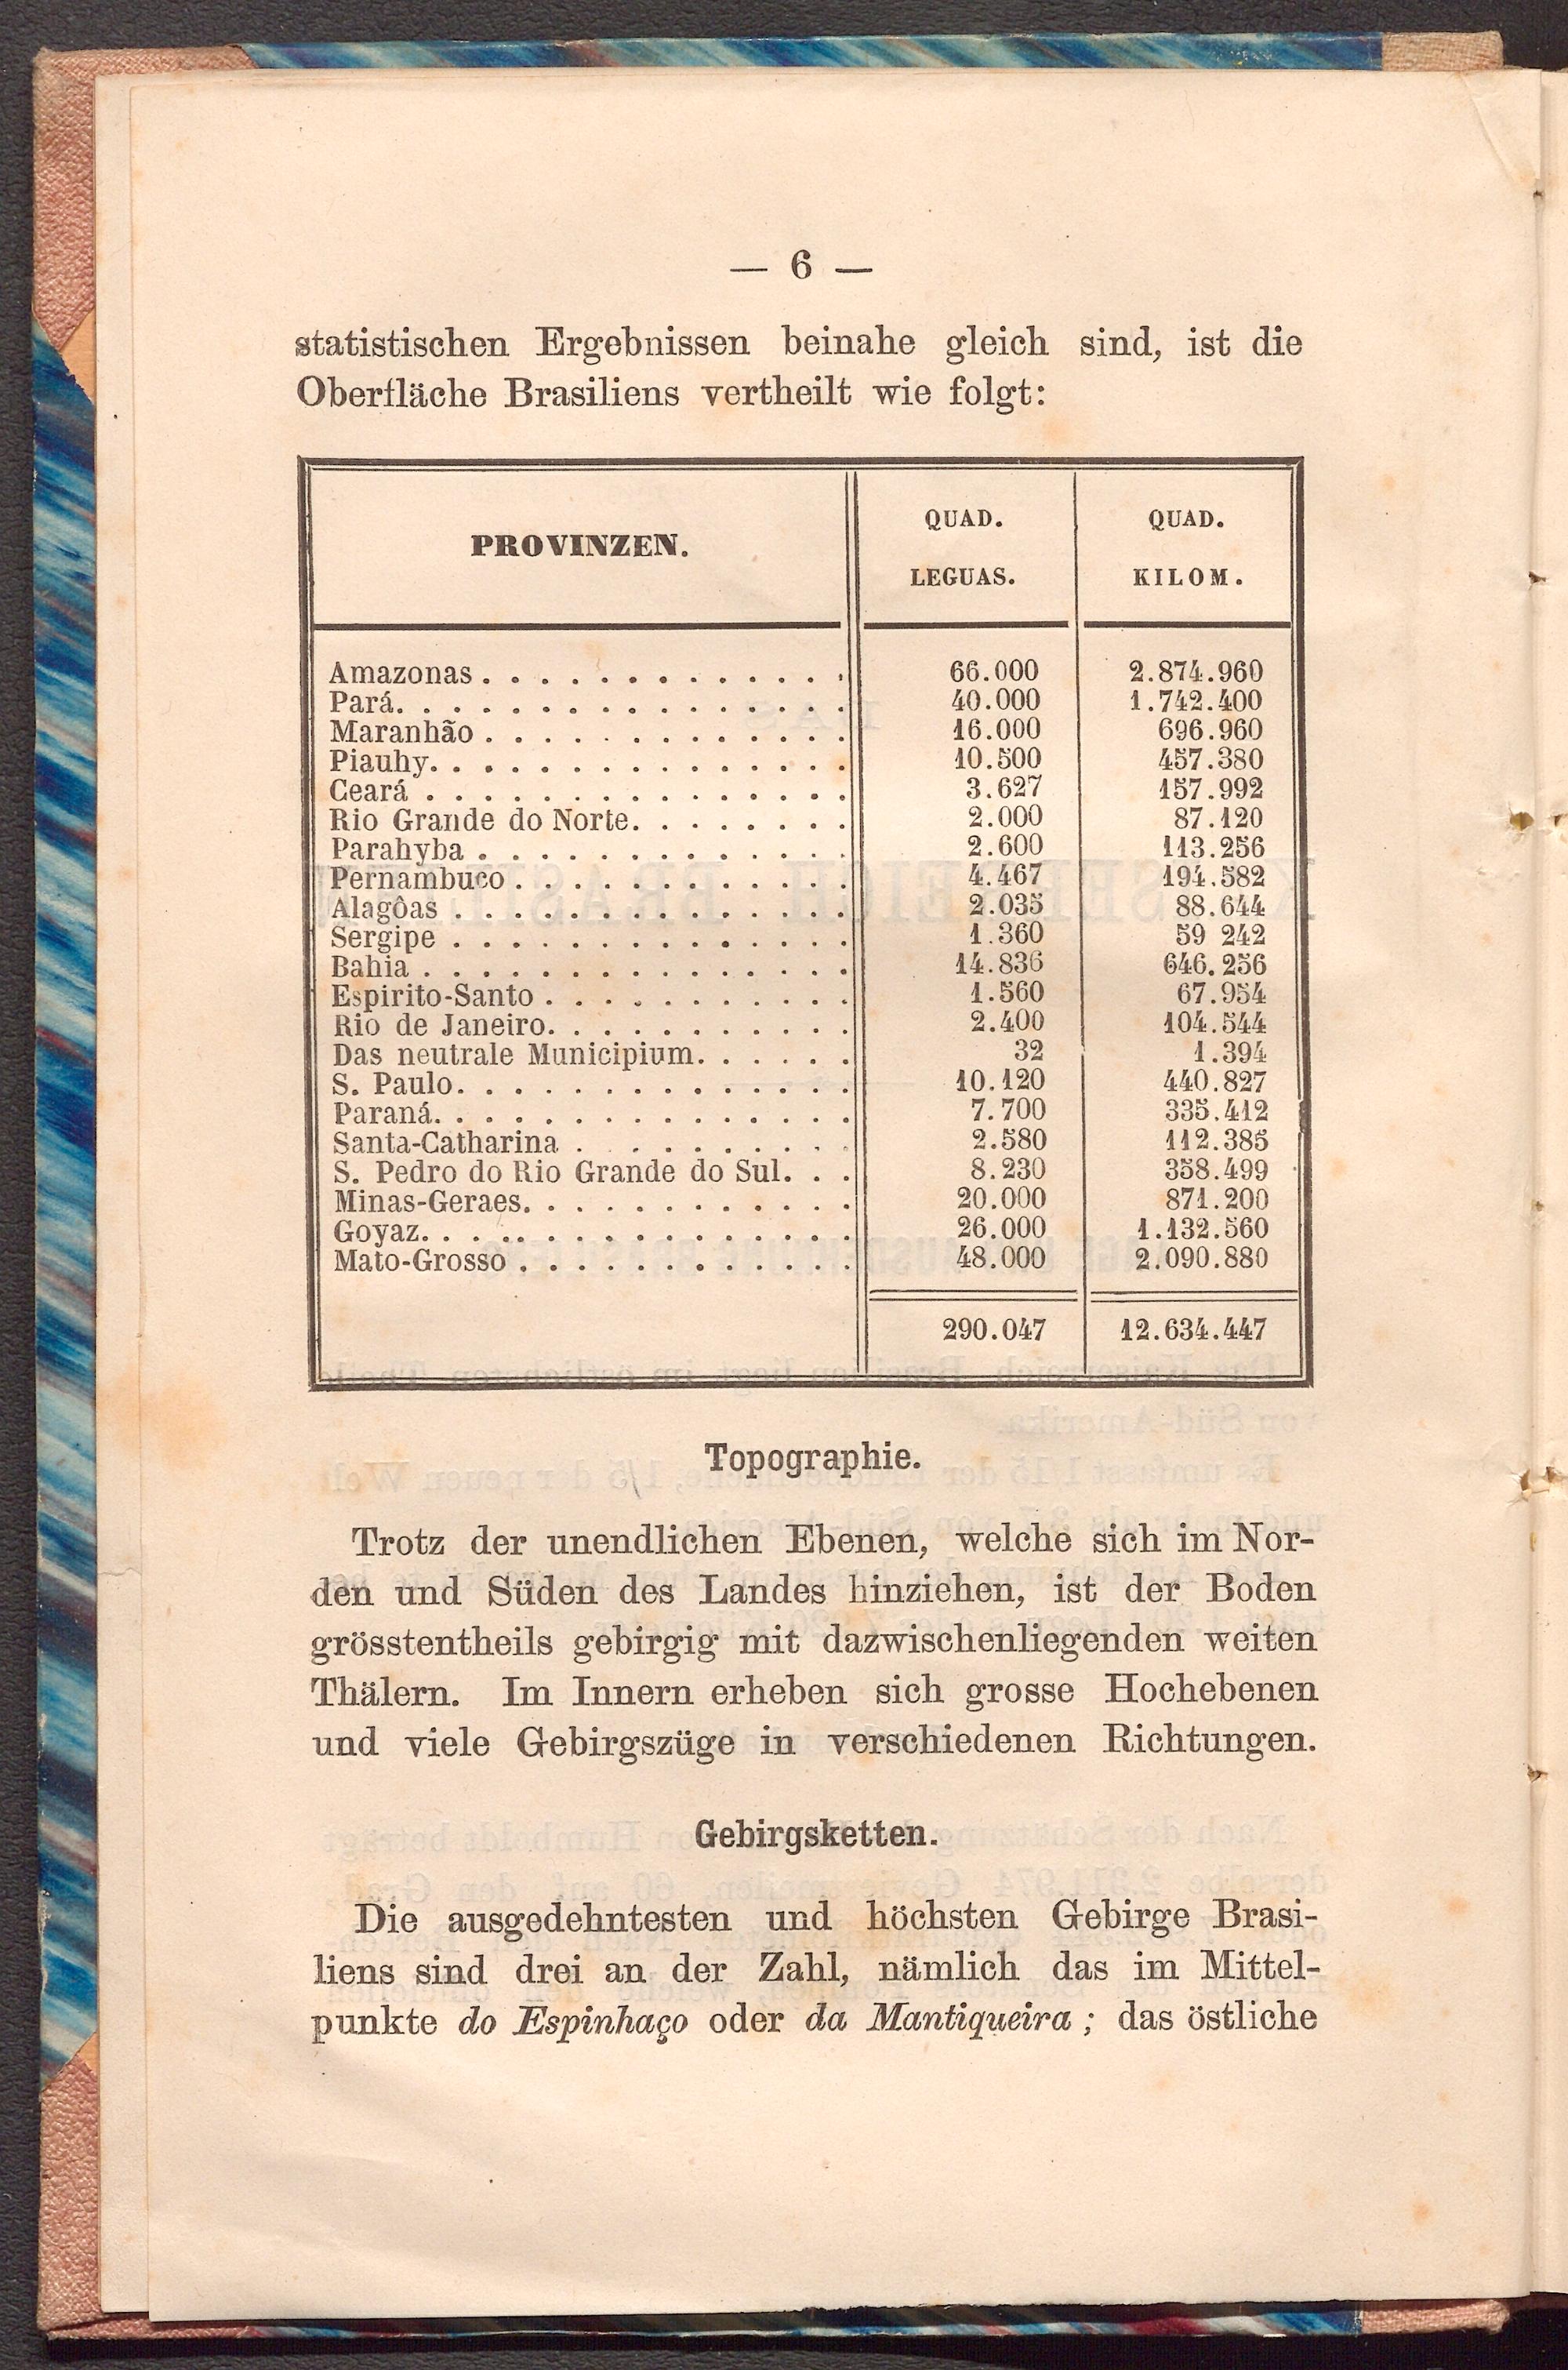 — 6 —
statistischen Ergebnissen beinahe gleich sind, ist die
Oberfläche Brasiliens vertheilt wie folgt:
PROVINZEN. QUAD. LEGUAS. QUAD. KILOM.
Amazonas . . . . . . . . . . . . . 66.000 2.874.960
Pará. . . . . . . . . . . . . . . . 40.000 1.742.400
Maranhão . . . . . . . . . . . . . 16.000 696.960
Piauhy. . . . . . . . . . . . . . . 10.500 457.380
Ceará . . . . . . . . . . . . . . . 3.627 157.992
Rio Grande do Norte. . . . . . . . 2.000 87.120
Parahyba . . . . . . . . . . . . . 2.600 113.256
Pernambuco . . . . . . . . . . . . 4.467 194.582
Alagôas . . . . . . . . . . . . . . 2.035 88.644
Sergipe . . . . . . . . . . . . . . 1.360 59 242
Bahia . . . . . . . . . . . . . . . 14.836 646.256
Espirito-Santo . . . . . . . . . . . 1.560 67.954
Rio de Janeiro. . . . . . . . . . . 2.400 104.544
Das neutrale Municipium. . . . . . 32 1.394
S. Paulo. . . . . . . . . . . . . . 10.120 440.827
Paraná. . . . . . . . . . . . . . . 7.700 335.412
Santa-Catharina . . . . . . . . . . 2.580 112.385
S. Pedro do Rio Grande do Sul. . . 8.230 358.499
Minas-Geraes. . . . . . . . . . . . 20.000 871.200
Goyaz. . . . . . . . . . . . . . . 26.000 1.132.560
Mato-Grosso . . . . . . . . . . . . 48.000 2.090.880
290.047 12.634.447
Topographie.
Trotz der unendlichen Ebenen, welche sich im Nor-
den und Süden des Landes hinziehen, ist der Boden
grösstentheils gebirgig mit dazwischenliegenden weiten
Thälern. Im Innern erheben sich grosse Hochebenen
und viele Gebirgszüge in verschiedenen Richtungen.
Gebirgsketten.
Die ausgedehntesten und höchsten Gebirge Brasi-
liens sind drei an der Zahl, nämlich das im Mittel-
punkte do Espinhaço oder da Mantiqueira ; das östliche